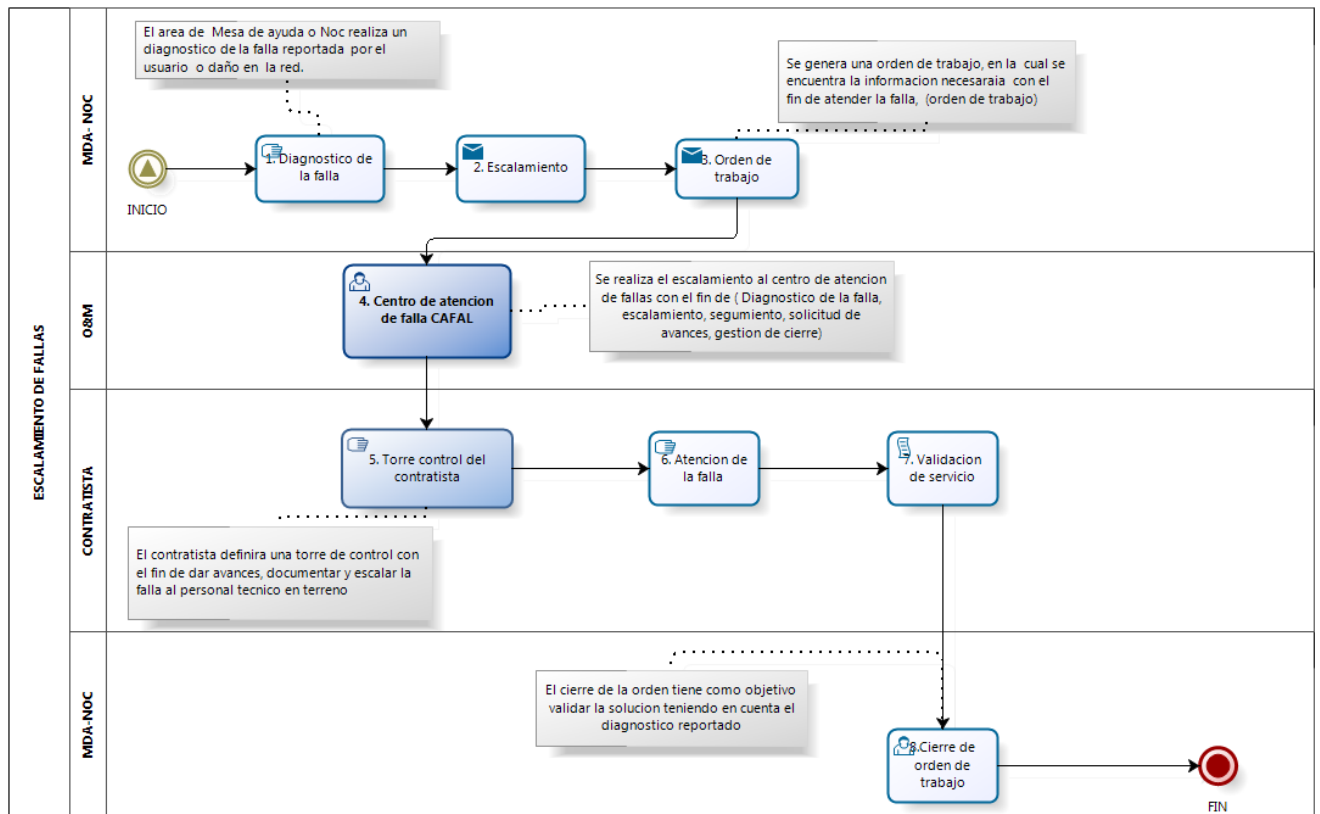 ESCALAMIENTO DE FALLAS
MDA- NOC
El area de Mesa de ayuda o Noc realiza un
diagnostico de la falla reportada por el
usuario o daño en la red.
Se genera una orden de trabajo, en la cual se
encuentra la informacion necesaraia con el
fin de atender la falla, (orden de trabajo)
INICIO
1. Diagnostico de
la falla
2. Escalamiento
3. Orden de
trabajo
O&M
4. Centro de atencion
de falla CAFAL
Se realiza el escalamiento al centro de atencion
de fallas con el fin de ( Diagnostico de la falla,
escalamiento, segumiento, solicitud de
avances, gestion de cierre)
CONTRATISTA
5. Torre control del
contratista
6. Atencion de
la falla
7. Validacion
de servicio
El contratista definira una torre de control con
el fin de dar avances, documentar y escalar la
falla al personal tecnico en terreno
MDA-NOC
El cierre de la orden tiene como objetivo
validar la solucion teniendo en cuenta el
diagnostico reportado
8.Cierre de
orden de
trabajo
FIN